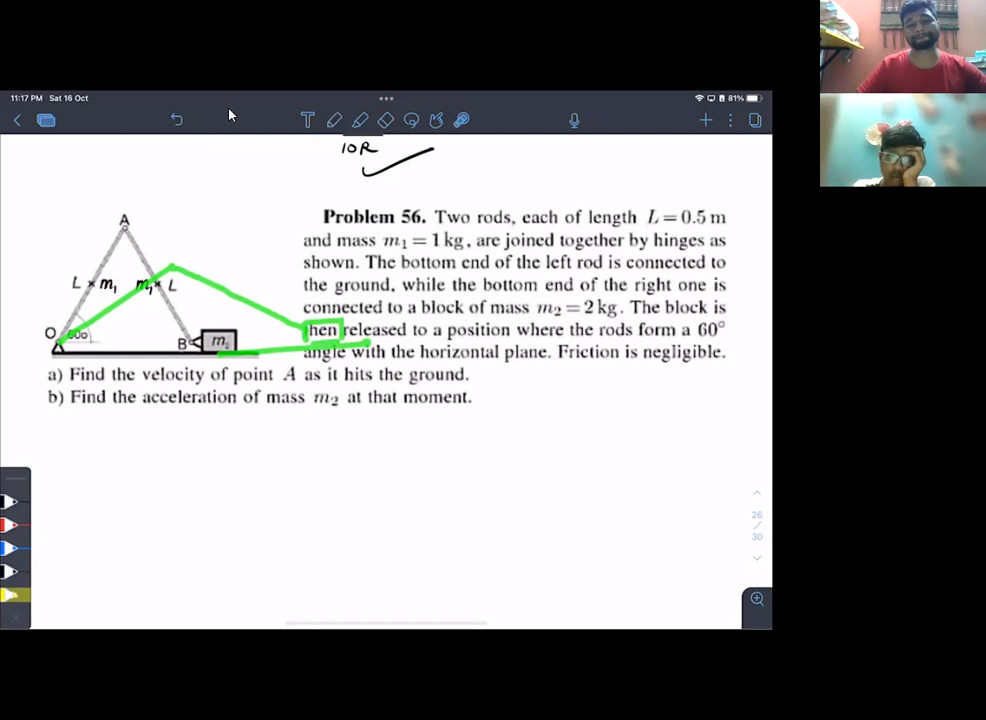 11:17 PM Sat 16 Oct
81%
10R
Problem 56. Two rods, each of length L = 0.5 m
and mass m₁ = 1 kg, are joined together by hinges as
shown. The bottom end of the left rod is connected to
the ground, while the bottom end of the right one is
connected to a block of mass m₂ = 2 kg. The block is
then released to a position where the rods form a 60°
angle with the horizontal plane. Friction is negligible.
a) Find the velocity of point A as it hits the ground.
b) Find the acceleration of mass m₂ at that moment.
A
L m₁ m₁ L
O 60°
B m₂
26
/
30